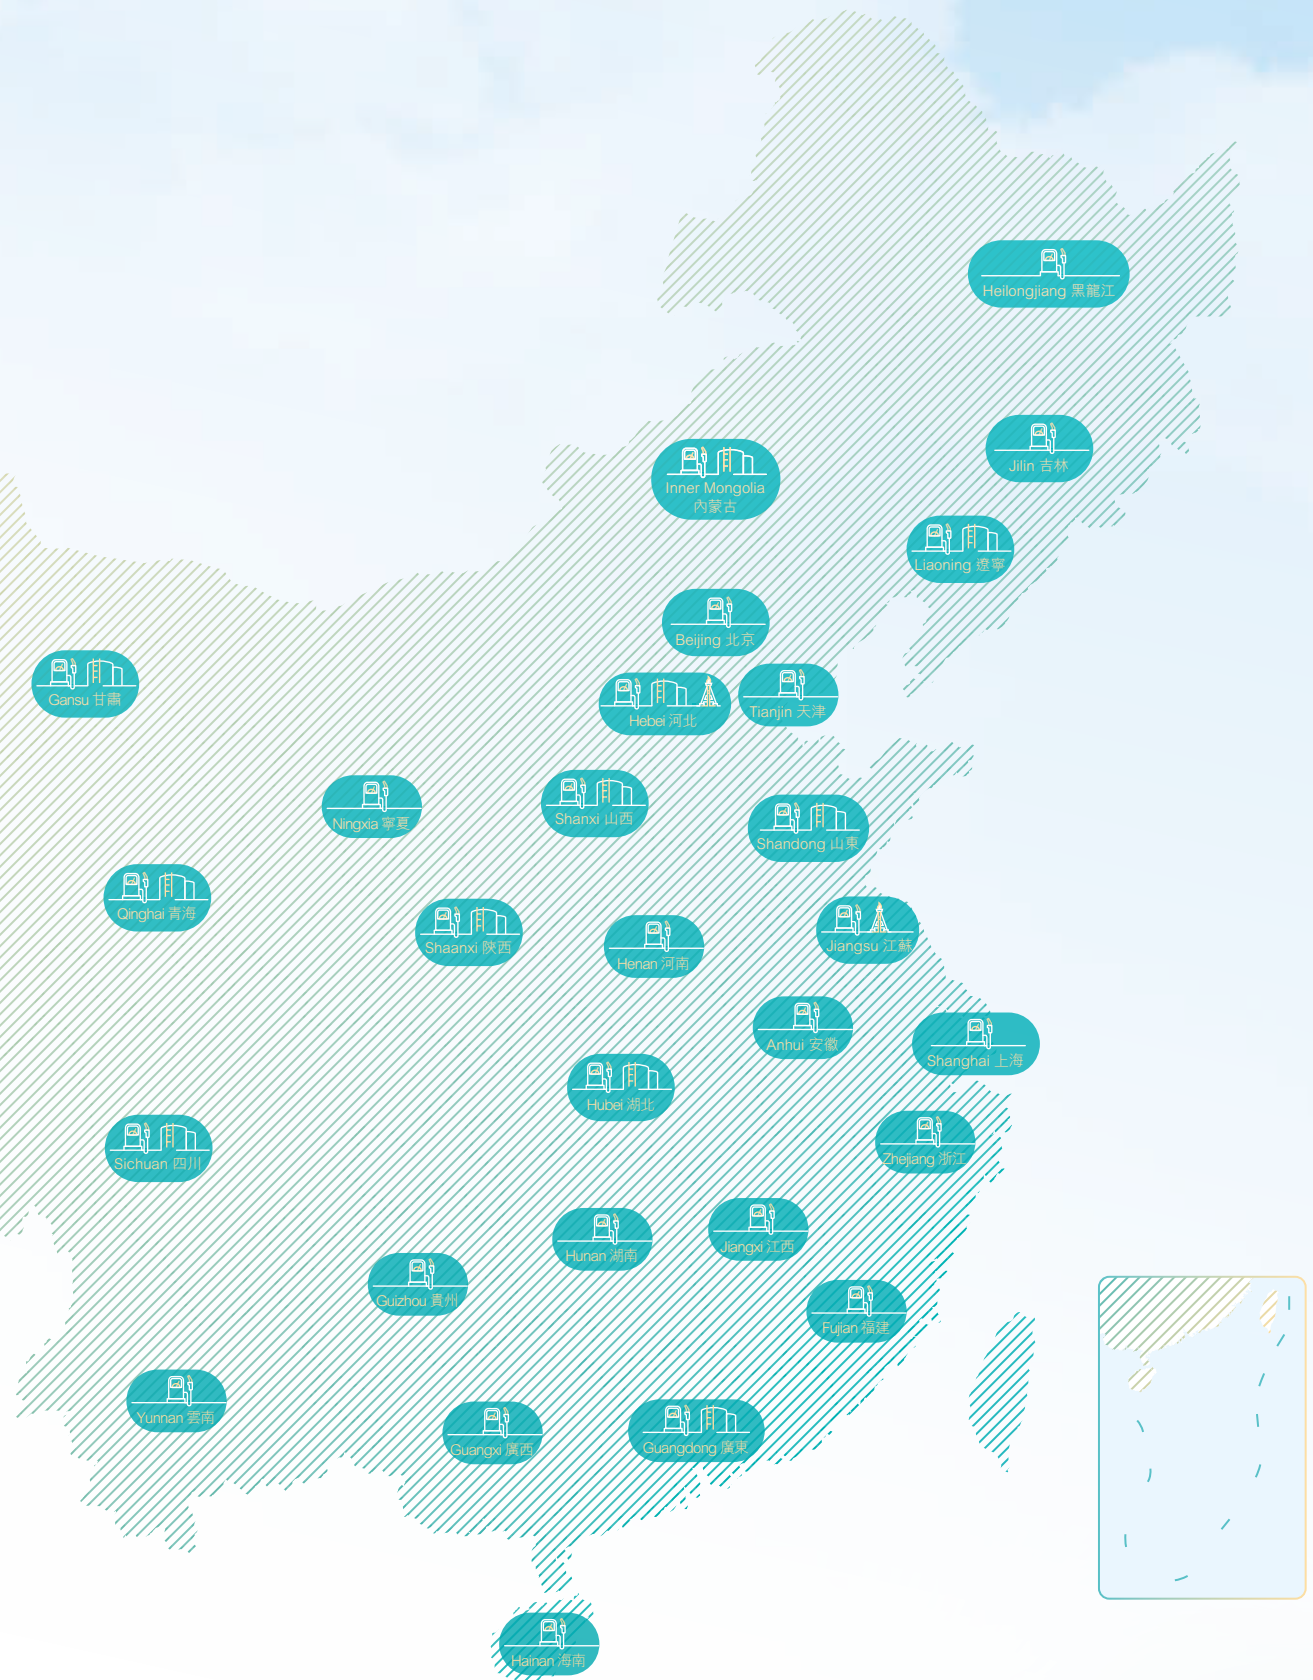 Heilongjiang 黑龍江
Jilin 吉林
Inner Mongolia
內蒙古
Liaoning 遼寧
Beijing 北京
Gansu 甘肅
Hebei 河北
Tianjin 天津
Ningxia 寧夏
Shanxi 山西
Shandong 山東
Qinghai 青海
Shaanxi 陝西
Henan 河南
Jiangsu 江蘇
Anhui 安徽
Shanghai 上海
Hubei 湖北
Sichuan 四川
Zhejiang 浙江
Hunan 湖南
Jiangxi 江西
Guizhou 貴州
Fujian 福建
Yunnan 雲南
Guangxi 廣西
Guangdong 廣東
Hainan 海南